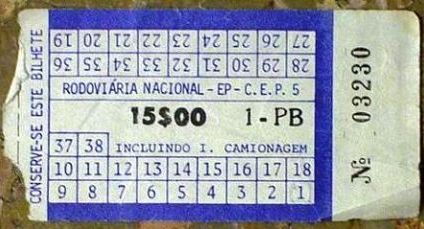 CONSERVE-SE ESTE BILHETE
19 20 21 22 23 24 25 26 27
36 35 34 33 32 31 30 29 28
RODOVIÁRIA NACIONAL - EP - C.E.P. 5
15$00 1-PB
37 38 INCLUINDO I. CAMIONAGEM
10 11 12 13 14 15 16 17 18
9 8 7 6 5 4 3 2 1
Nº 03230